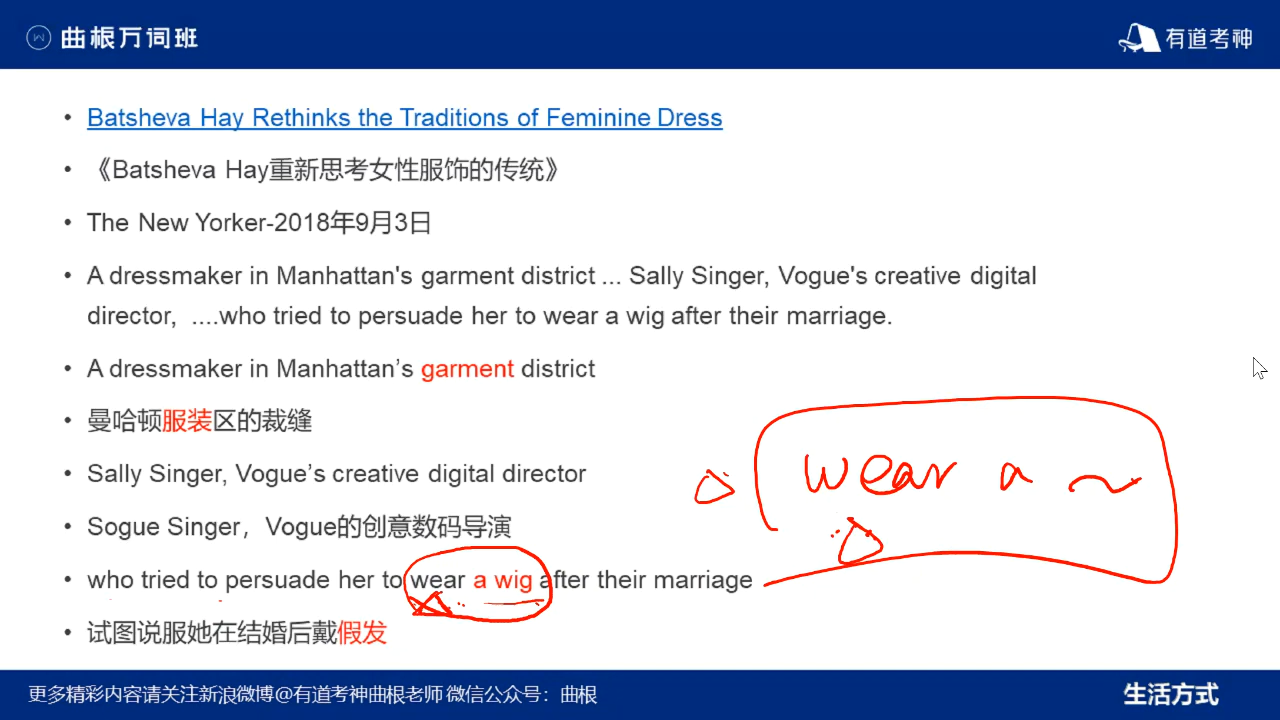 曲根万词班
有道考神
• Batsheva Hay Rethinks the Traditions of Feminine Dress
• 《Batsheva Hay重新思考女性服饰的传统》
• The New Yorker-2018年9月3日
• A dressmaker in Manhattan's garment district ... Sally Singer, Vogue's creative digital
director, ....who tried to persuade her to wear a wig after their marriage.
• A dressmaker in Manhattan’s garment district
• 曼哈顿服装区的裁缝
• Sally Singer, Vogue’s creative digital director
wear a ~
• Sogue Singer，Vogue的创意数码导演
• who tried to persuade her to wear a wig after their marriage
• 试图说服她在结婚后戴假发
更多精彩内容请关注新浪微博@有道考神曲根老师 微信公众号：曲根
生活方式